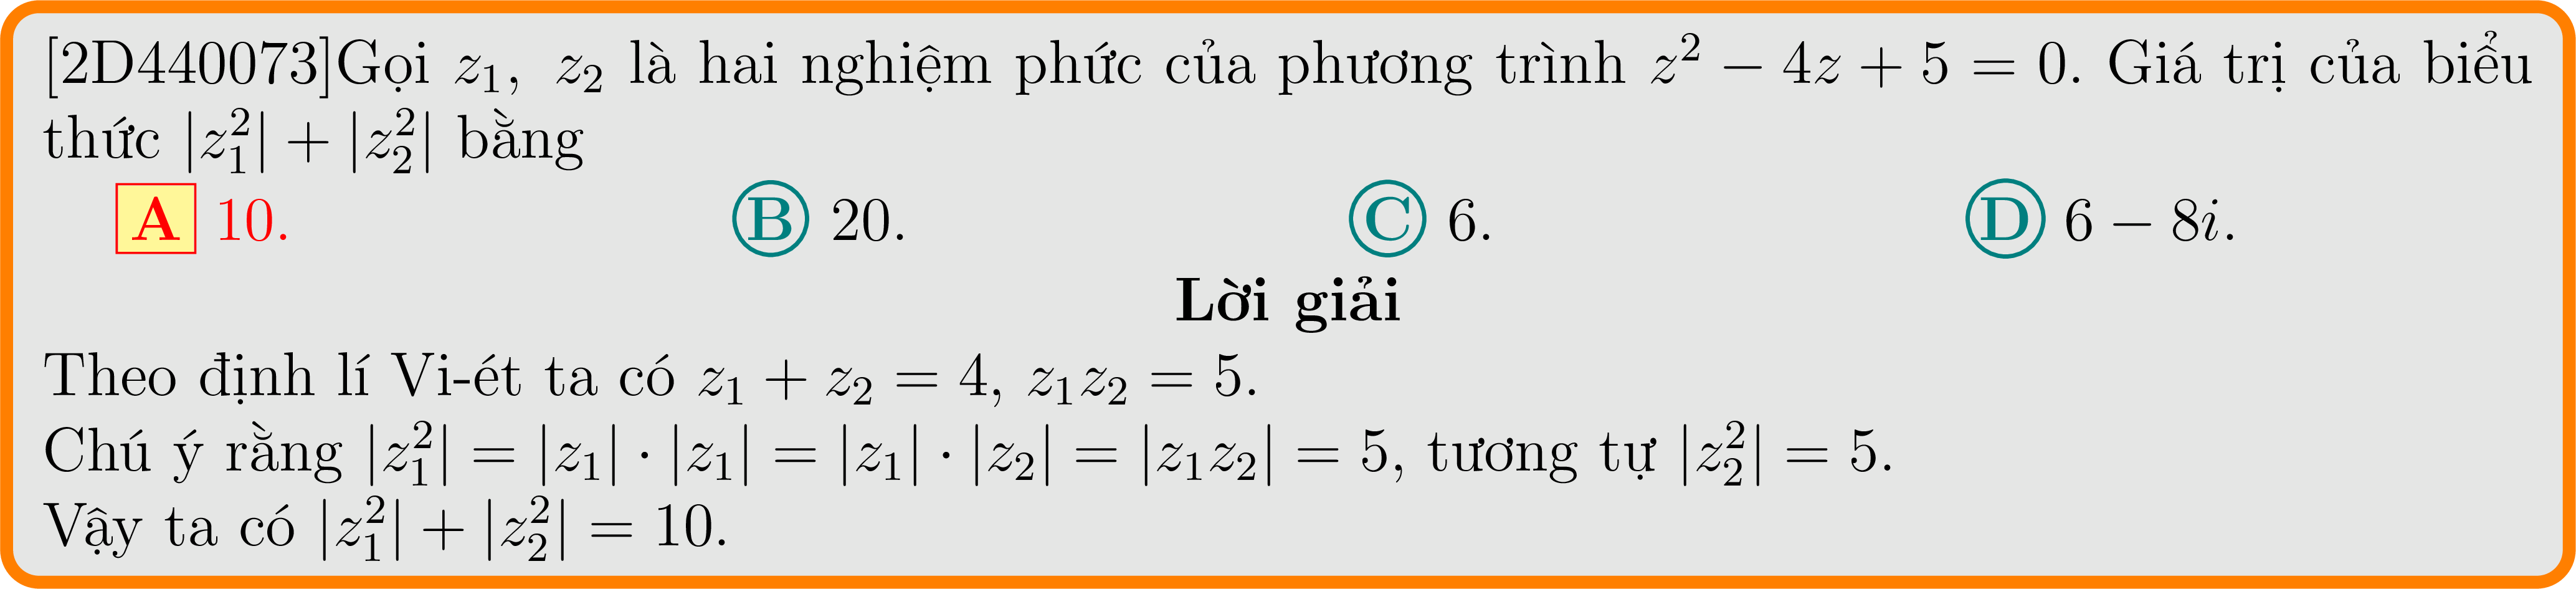 [2D440073]Gọi $z_1$, $z_2$ là hai nghiệm phức của phương trình $z^2 - 4z + 5 = 0$. Giá trị của biểu
thức $|z_1^2| + |z_2^2|$ bằng
A 10. B 20. C 6. D $6 - 8i$.
Lời giải
Theo định lí Vi-ét ta có $z_1 + z_2 = 4$, $z_1z_2 = 5$.
Chú ý rằng $|z_1^2| = |z_1| \cdot |z_1| = |z_1| \cdot |z_2| = |z_1z_2| = 5$, tương tự $|z_2^2| = 5$.
Vậy ta có $|z_1^2| + |z_2^2| = 10$.